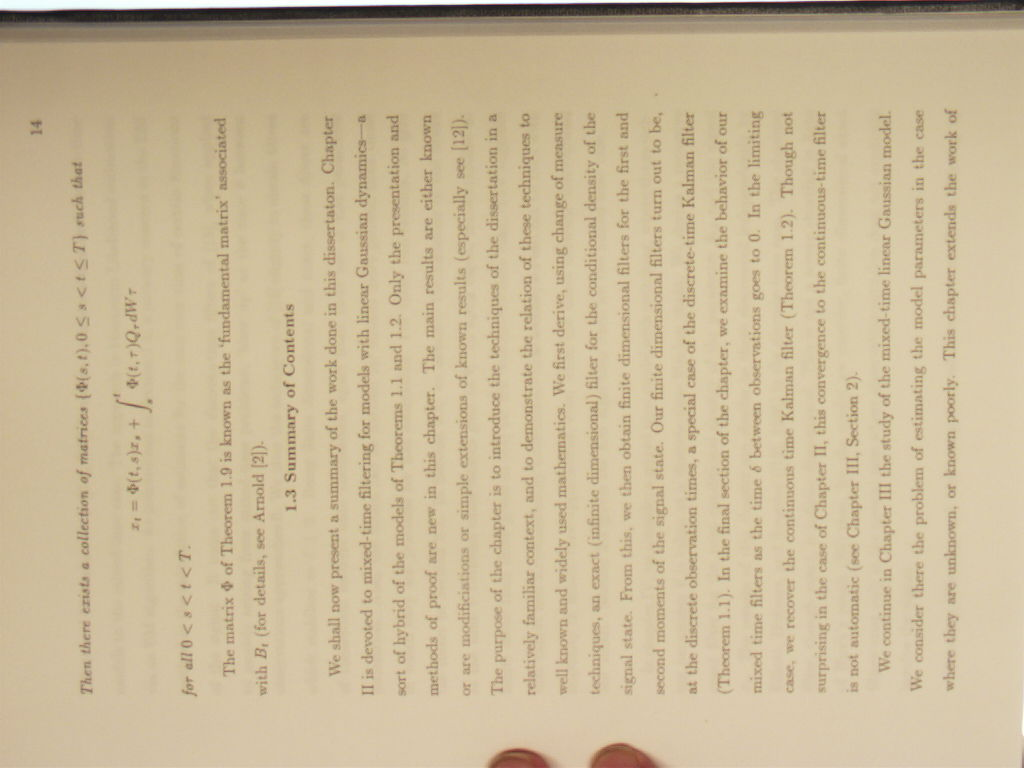 14
Then there exists a collection of matrices {Φ(s,t), 0 ≤ s < t ≤ T} such that
x_t = Φ(t,s)x_s + ∫_s^t Φ(t,τ)Q_τ dWτ
for all 0 < s < t < T.
The matrix Φ of Theorem 1.9 is known as the 'fundamental matrix' associated
with B_t (for details, see Arnold [2]).
1.3 Summary of Contents
We shall now present a summary of the work done in this dissertaton. Chapter
II is devoted to mixed-time filtering for models with linear Gaussian dynamics—a
sort of hybrid of the models of Theorems 1.1 and 1.2. Only the presentation and
methods of proof are new in this chapter. The main results are either known
or are modificiations or simple extensions of known results (especially see [12]).
The purpose of the chapter is to introduce the techniques of the dissertation in a
relatively familiar context, and to demonstrate the relation of these techniques to
well known and widely used mathematics. We first derive, using change of measure
techniques, an exact (infinite dimensional) filter for the conditional density of the
signal state. From this, we then obtain finite dimensional filters for the first and
second moments of the signal state. Our finite dimensional filters turn out to be,
at the discrete observation times, a special case of the discrete-time Kalman filter
(Theorem 1.1). In the final section of the chapter, we examine the behavior of our
mixed time filters as the time δ between observations goes to 0. In the limiting
case, we recover the continuous time Kalman filter (Theorem 1.2). Though not
surprising in the case of Chapter II, this convergence to the continuous-time filter
is not automatic (see Chapter III, Section 2).
We continue in Chapter III the study of the mixed-time linear Gaussian model.
We consider there the problem of estimating the model parameters in the case
where they are unknown, or known poorly. This chapter extends the work of